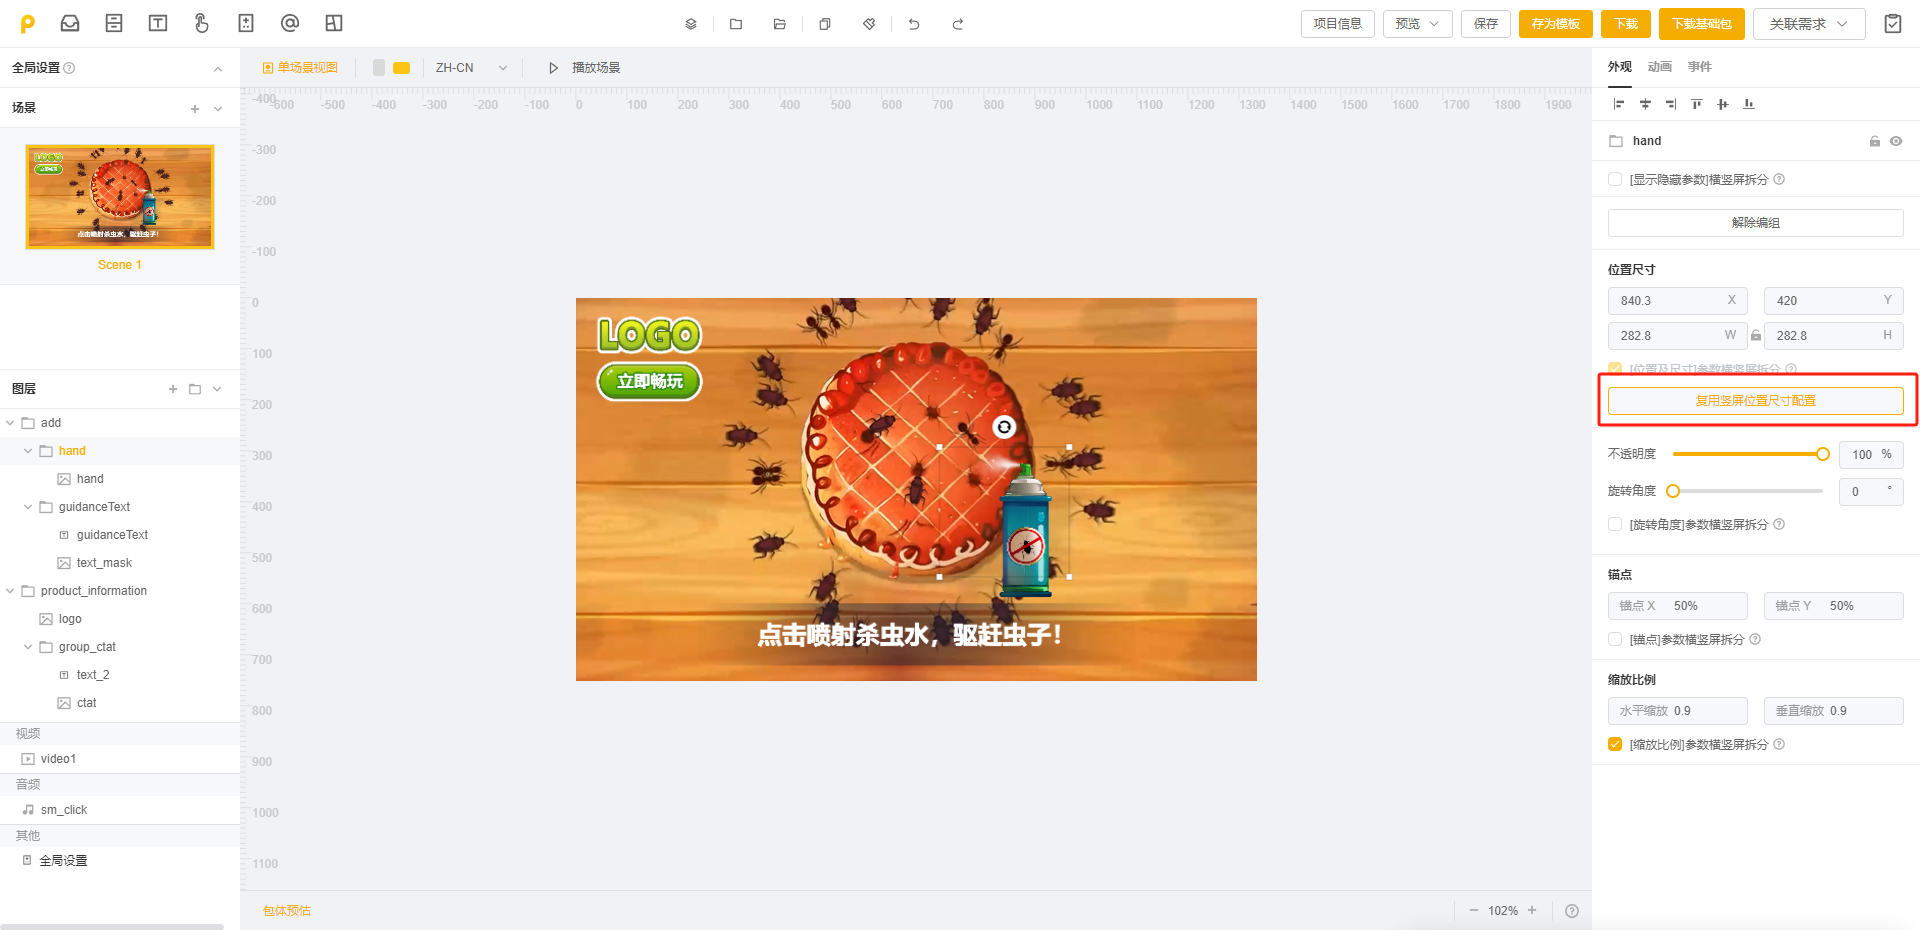 项目信息
预览
保存
存为模板
下载
下载基础包
关联需求
全局设置
场景
LOGO
立即畅玩
点击喷射杀虫水，驱赶虫子！
Scene 1
图层
add
hand
hand
guidanceText
guidanceText
text_mask
product_information
logo
group_ctat
text_2
ctat
视频
video1
音频
sm_click
其他
全局设置
单场景视图
ZH-CN
播放场景
-600 -500 -400 -300 -200 -100 0 100 200 300 400 500 600 700 800 900 1000 1100 1200 1300 1400 1500 1600 1700 1800 1900
-400
-300
-200
-100
0
100
200
300
400
500
600
700
800
900
1000
1100
LOGO
立即畅玩
点击喷射杀虫水，驱赶虫子！
包体预估
102%
外观 动画 事件
hand
[显示隐藏参数]横竖屏拆分
解除编组
位置尺寸
840.3 X 420 Y
282.8 W 282.8 H
[位置及尺寸]参数横竖屏拆分
复用竖屏位置尺寸配置
不透明度 100 %
旋转角度 0 °
[旋转角度]参数横竖屏拆分
锚点
锚点 X 50% 锚点 Y 50%
[锚点]参数横竖屏拆分
缩放比例
水平缩放 0.9 垂直缩放 0.9
[缩放比例]参数横竖屏拆分